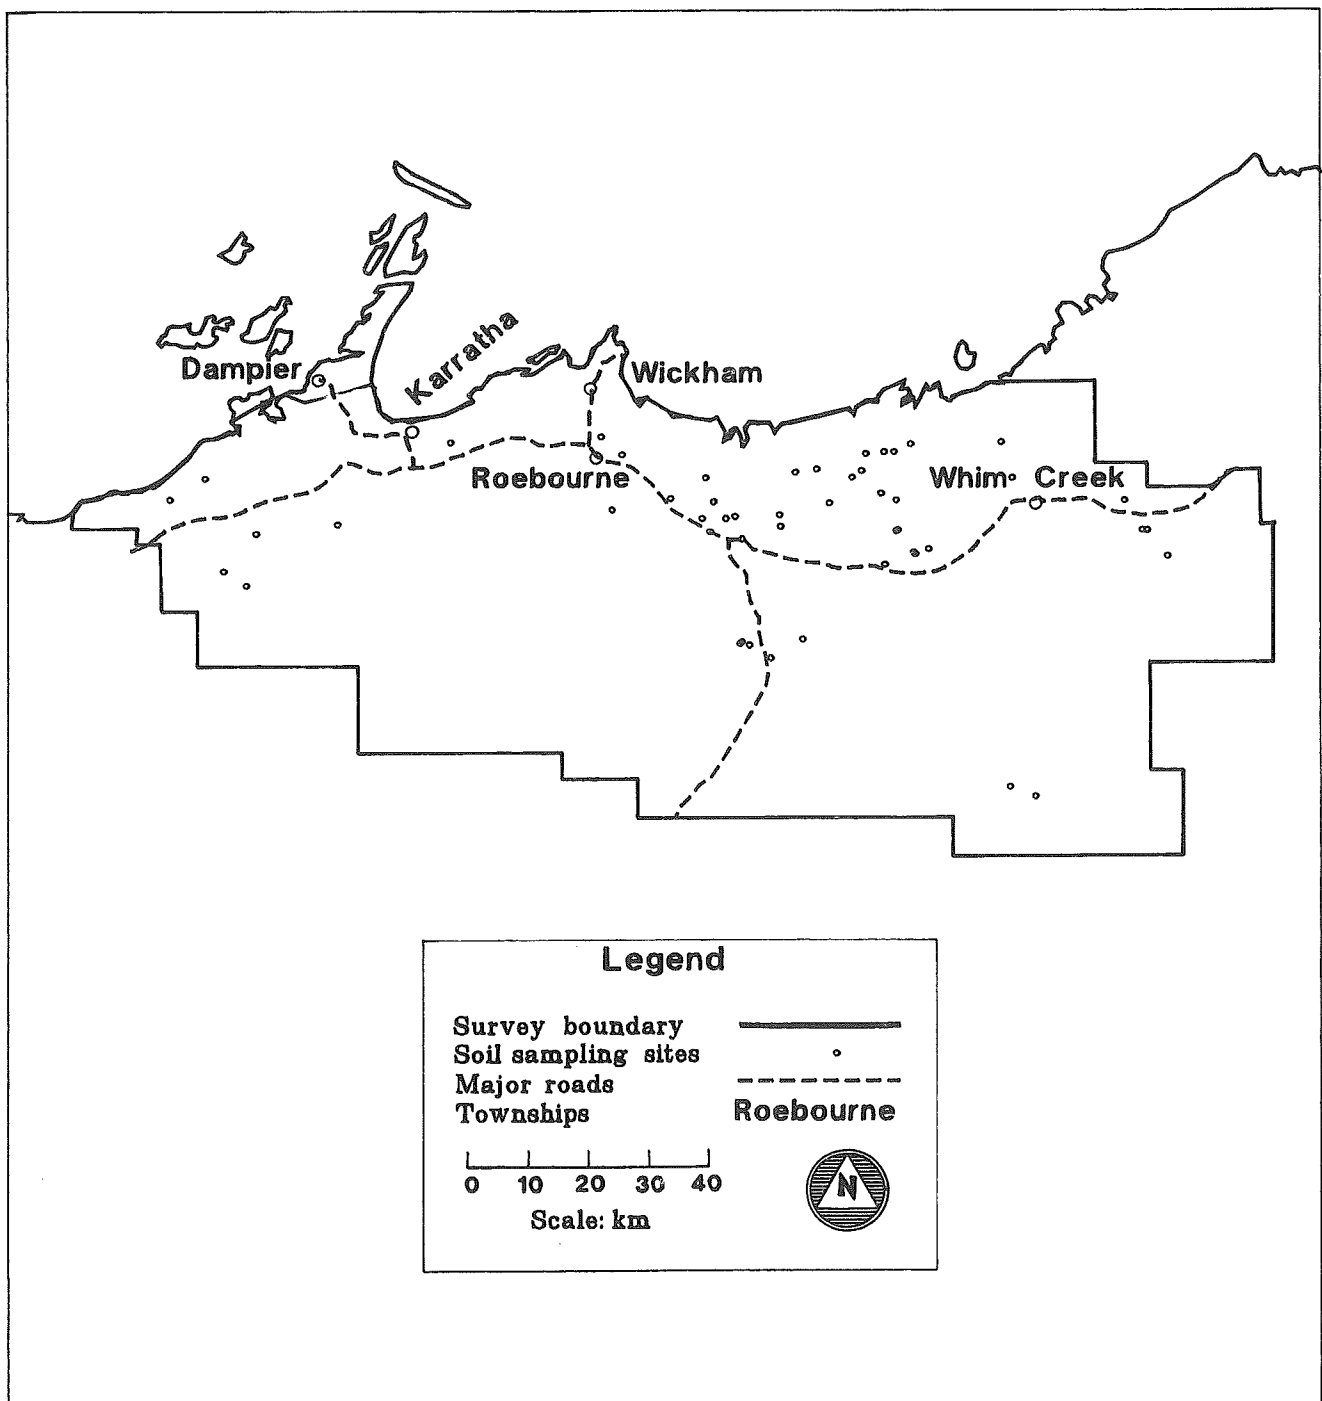 Karratha
Dampier
Wickham
Roebourne
Whim Creek
Legend
Survey boundary
Soil sampling sites
Major roads
Townships
Roebourne
0 10 20 30 40
Scale: km
N